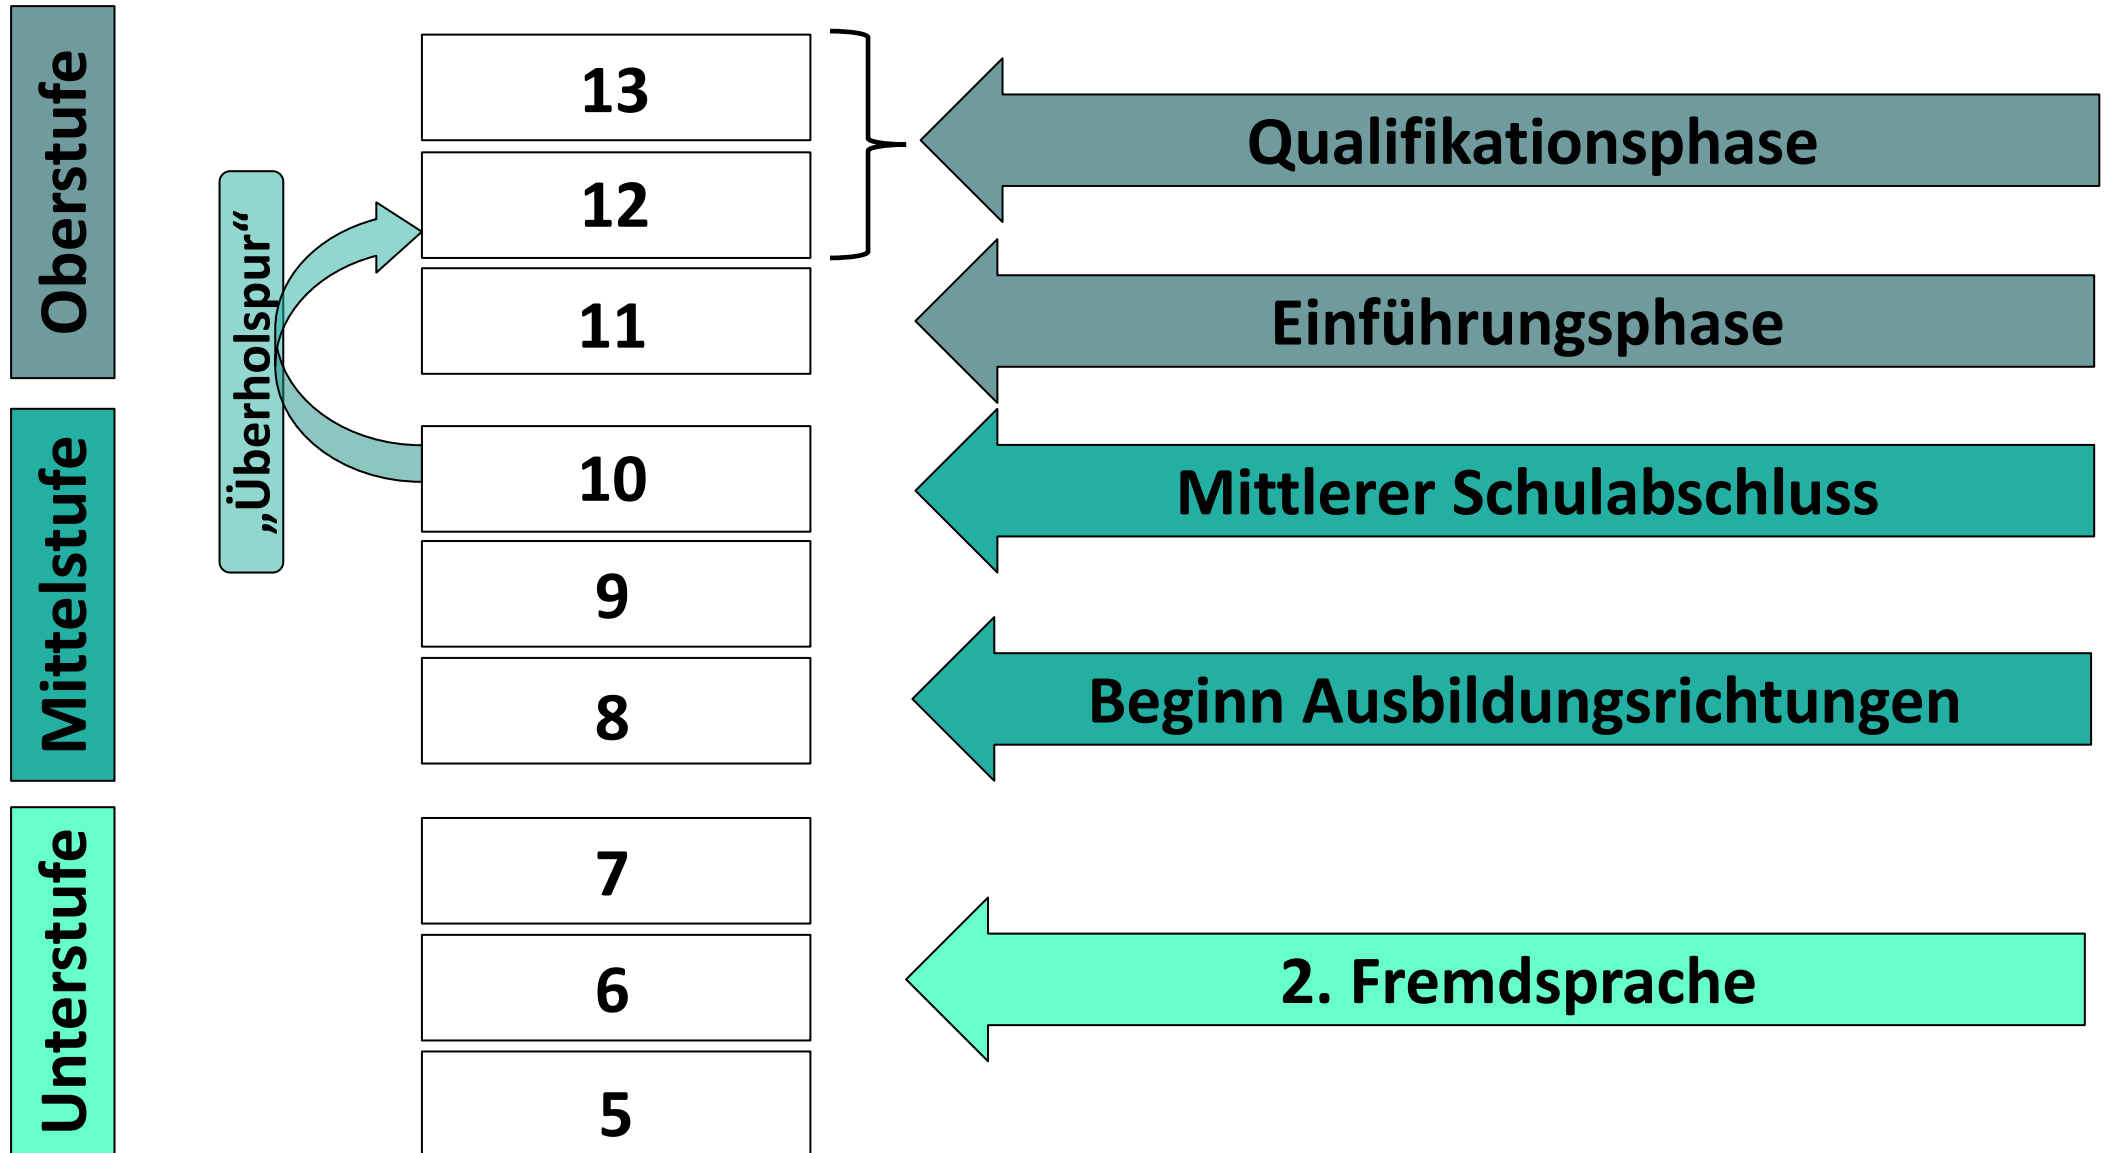 Oberstufe
13
Qualifikationsphase
12
„Überholspur“
11
Einführungsphase
Mittelstufe
10
Mittlerer Schulabschluss
9
8
Beginn Ausbildungsrichtungen
Unterstufe
7
6
2. Fremdsprache
5